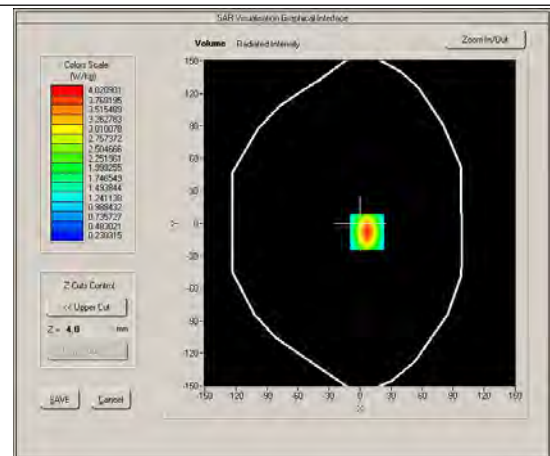 SAR Visualisation Graphical Interface
Volume Radiated Intensity
Zoom In/Out
Colors Scale
(W/kg)
4.020901
3.768195
3.515489
3.262783
3.010078
2.757372
2.504666
2.251961
1.999255
1.746549
1.493844
1.241138
0.988432
0.735727
0.483021
0.230315
150
90
60
30
0
-30
-60
-90
-120
-150
Y
-150 -120 -90 -60 -30 0 30 60 90 120 150
X
Z Cuts Control
<< Upper Cut
Z = 4.0 mm
SAVE Cancel